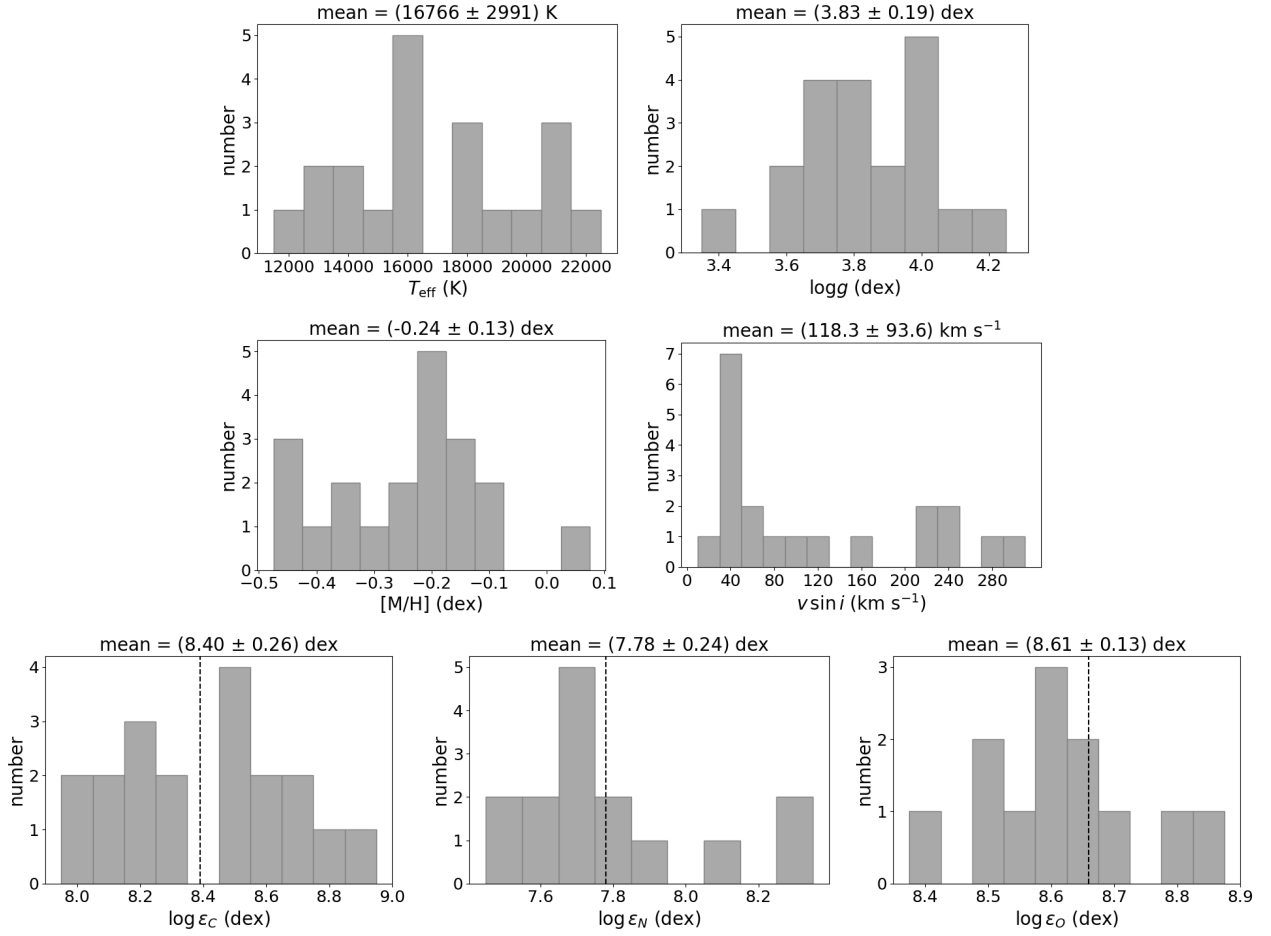 mean = (16766 ± 2991) K
number
5
4
3
2
1
0
12000 14000 16000 18000 20000 22000
T_eff (K)
mean = (3.83 ± 0.19) dex
number
5
4
3
2
1
0
3.4 3.6 3.8 4.0 4.2
logg (dex)
mean = (-0.24 ± 0.13) dex
number
5
4
3
2
1
0
−0.5 −0.4 −0.3 −0.2 −0.1 0.0 0.1
[M/H] (dex)
mean = (118.3 ± 93.6) km s⁻¹
number
7
6
5
4
3
2
1
0
0 40 80 120 160 200 240 280
v sin i (km s⁻¹)
mean = (8.40 ± 0.26) dex
number
4
3
2
1
0
8.0 8.2 8.4 8.6 8.8 9.0
log ε_C (dex)
mean = (7.78 ± 0.24) dex
number
5
4
3
2
1
0
7.6 7.8 8.0 8.2
log ε_N (dex)
mean = (8.61 ± 0.13) dex
number
3
2
1
0
8.4 8.5 8.6 8.7 8.8 8.9
log ε_O (dex)